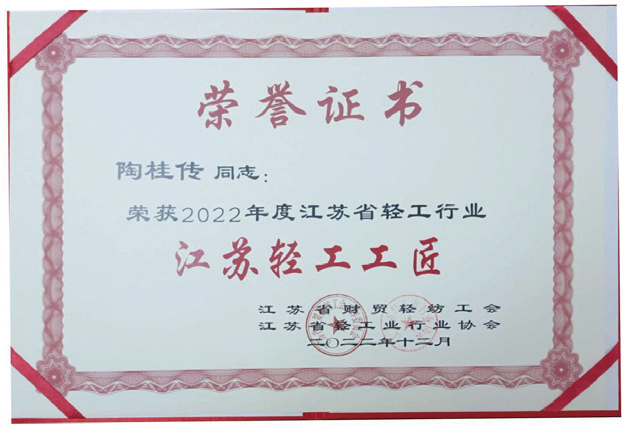 荣誉证书
陶桂传 同志：
荣获2022年度江苏省轻工行业
江苏轻工工匠
江苏省财贸轻纺工会
江苏省轻工业行业协会
二〇二二年十二月